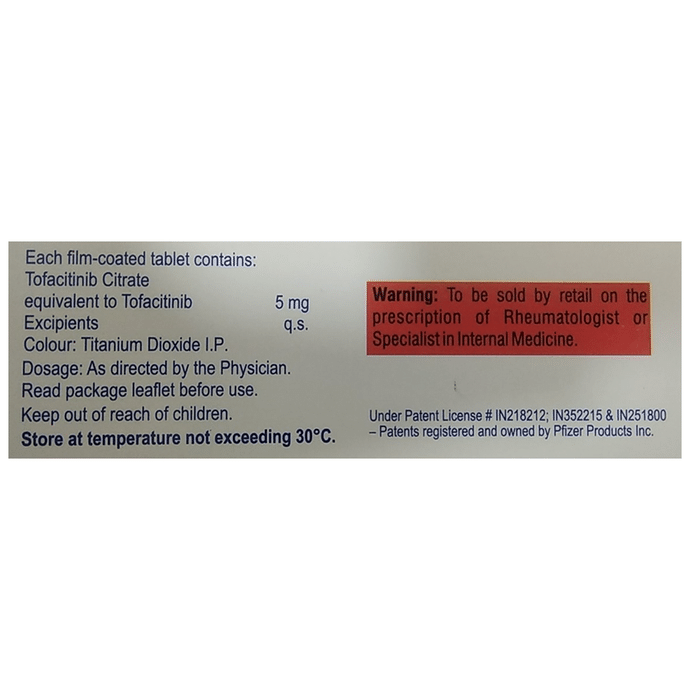 Each film-coated tablet contains:
Tofacitinib Citrate
equivalent to Tofacitinib 5 mg
Excipients q.s.
Colour: Titanium Dioxide I.P.
Dosage: As directed by the Physician.
Read package leaflet before use.
Keep out of reach of children.
Store at temperature not exceeding 30°C.
Warning: To be sold by retail on the
prescription of Rheumatologist or
Specialist in Internal Medicine.
Under Patent License # IN218212; IN352215 & IN251800
– Patents registered and owned by Pfizer Products Inc.